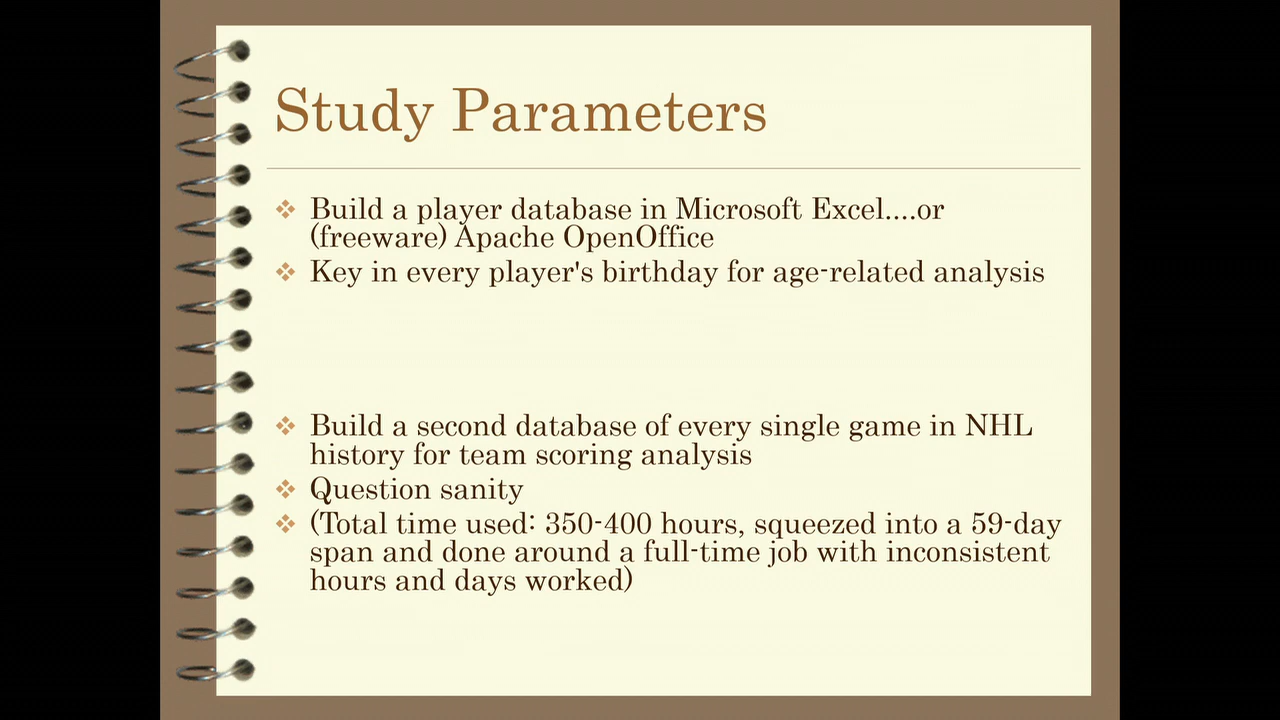 Study Parameters
Build a player database in Microsoft Excel....or
(freeware) Apache OpenOffice
Key in every player's birthday for age-related analysis
Build a second database of every single game in NHL
history for team scoring analysis
Question sanity
(Total time used: 350-400 hours, squeezed into a 59-day
span and done around a full-time job with inconsistent
hours and days worked)